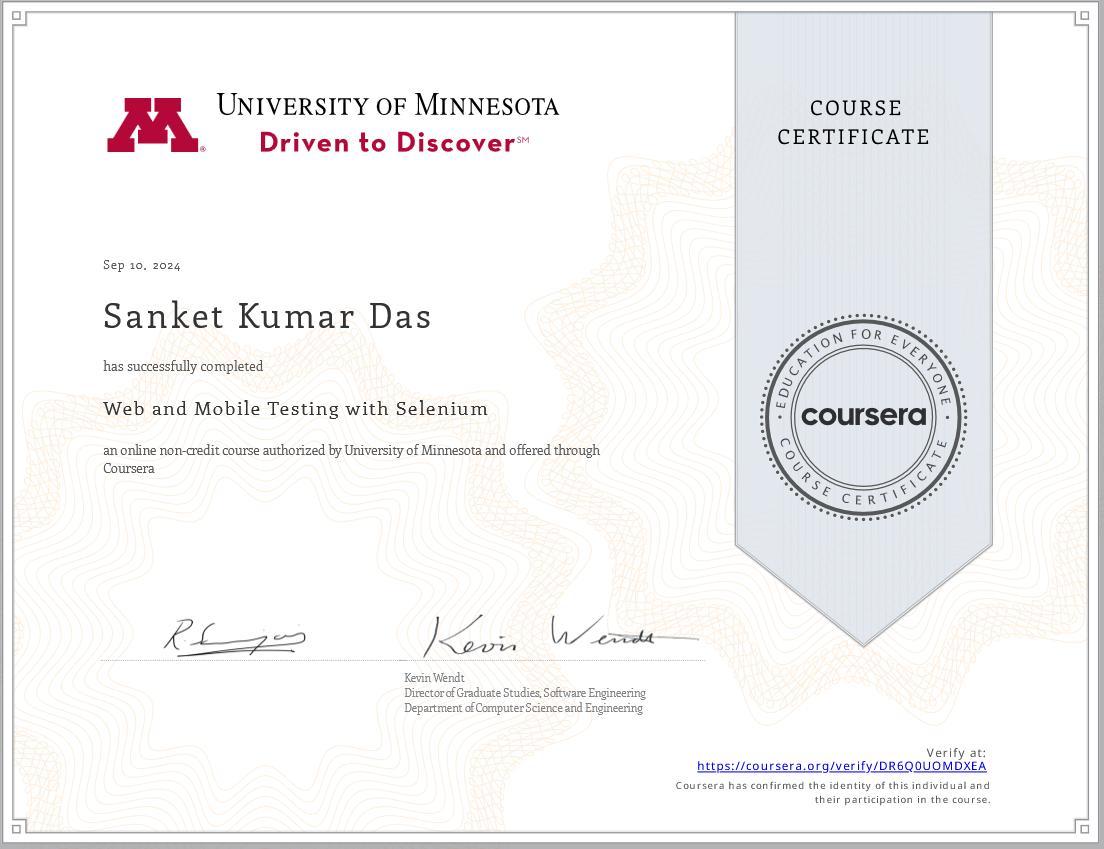 UNIVERSITY OF MINNESOTA
Driven to Discover℠
COURSE
CERTIFICATE
Sep 10, 2024
Sanket Kumar Das
has successfully completed
Web and Mobile Testing with Selenium
an online non-credit course authorized by University of Minnesota and offered through
Coursera
EDUCATION FOR EVERYONE
coursera
COURSE CERTIFICATE
Kevin Wendt
Kevin Wendt
Director of Graduate Studies, Software Engineering
Department of Computer Science and Engineering
Verify at:
https://coursera.org/verify/DR6Q0UOMDXEA
Coursera has confirmed the identity of this individual and
their participation in the course.